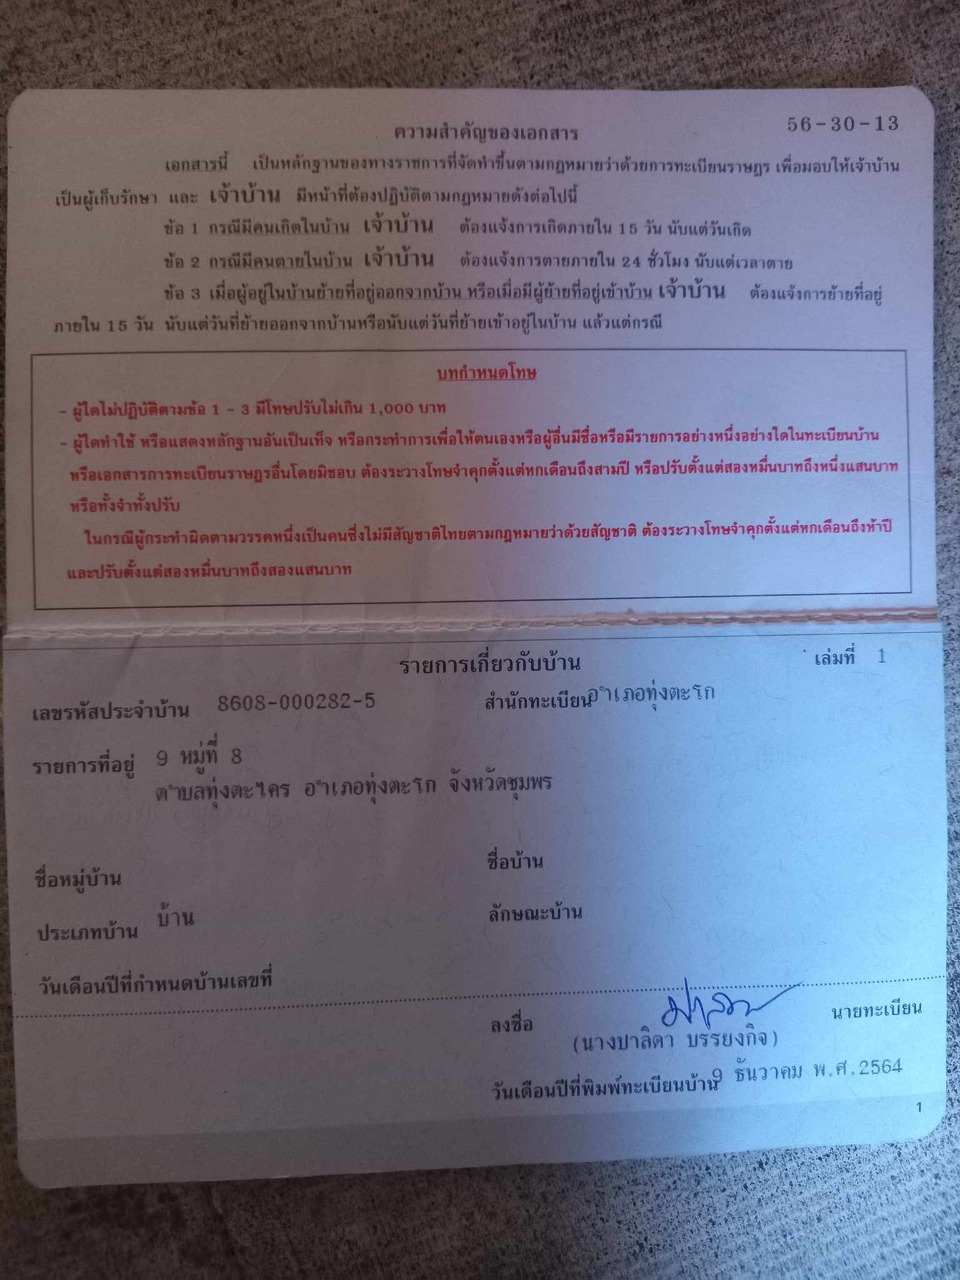 56-30-13
ความสำคัญของเอกสาร
เอกสารนี้ เป็นหลักฐานของทางราชการที่จัดทำขึ้นตามกฎหมายว่าด้วยการทะเบียนราษฎร เพื่อมอบให้เจ้าบ้าน
เป็นผู้เก็บรักษา และ เจ้าบ้าน มีหน้าที่ต้องปฏิบัติตามกฎหมายดังต่อไปนี้
ข้อ 1 กรณีมีคนเกิดในบ้าน เจ้าบ้าน ต้องแจ้งการเกิดภายใน 15 วัน นับแต่วันเกิด
ข้อ 2 กรณีมีคนตายในบ้าน เจ้าบ้าน ต้องแจ้งการตายภายใน 24 ชั่วโมง นับแต่เวลาตาย
ข้อ 3 เมื่อผู้อยู่ในบ้านย้ายที่อยู่ออกจากบ้าน หรือเมื่อมีผู้ย้ายที่อยู่เข้าบ้าน เจ้าบ้าน ต้องแจ้งการย้ายที่อยู่
ภายใน 15 วัน นับแต่วันที่ย้ายออกจากบ้านหรือนับแต่วันที่ย้ายเข้าอยู่ในบ้าน แล้วแต่กรณี
บทกำหนดโทษ
- ผู้ใดไม่ปฏิบัติตามข้อ 1 - 3 มีโทษปรับไม่เกิน 1,000 บาท
- ผู้ใดทำใช้ หรือแสดงหลักฐานอันเป็นเท็จ หรือกระทำการเพื่อให้ตนเองหรือผู้อื่นมีชื่อหรือมีรายการอย่างหนึ่งอย่างใดในทะเบียนบ้าน
หรือเอกสารการทะเบียนราษฎรอื่นโดยมิชอบ ต้องระวางโทษจำคุกตั้งแต่หกเดือนถึงสามปี หรือปรับตั้งแต่สองหมื่นบาทถึงหนึ่งแสนบาท
หรือทั้งจำทั้งปรับ
ในกรณีผู้กระทำผิดตามวรรคหนึ่งเป็นคนซึ่งไม่มีสัญชาติไทยตามกฎหมายว่าด้วยสัญชาติ ต้องระวางโทษจำคุกตั้งแต่หกเดือนถึงห้าปี
และปรับตั้งแต่สองหมื่นบาทถึงสองแสนบาท
รายการเกี่ยวกับบ้าน เล่มที่ 1
เลขรหัสประจำบ้าน 8608-000282-5 สำนักทะเบียน อำเภอทุ่งตะโก
รายการที่อยู่ 9 หมู่ที่ 8
ตำบลทุ่งตะไคร อำเภอทุ่งตะโก จังหวัดชุมพร
ชื่อหมู่บ้าน ชื่อบ้าน
ประเภทบ้าน บ้าน ลักษณะบ้าน
วันเดือนปีที่กำหนดบ้านเลขที่
ลงชื่อ นายทะเบียน
(นางปาลิดา บรรยงกิจ)
วันเดือนปีที่พิมพ์ทะเบียนบ้าน 9 ธันวาคม พ.ศ.2564
1